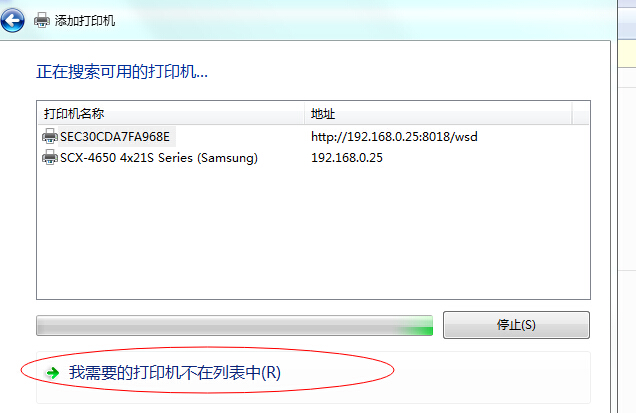 添加打印机
正在搜索可用的打印机...
打印机名称 地址
SEC30CDA7FA968E http://192.168.0.25:8018/wsd
SCX-4650 4x21S Series (Samsung) 192.168.0.25
停止(S)
我需要的打印机不在列表中(R)